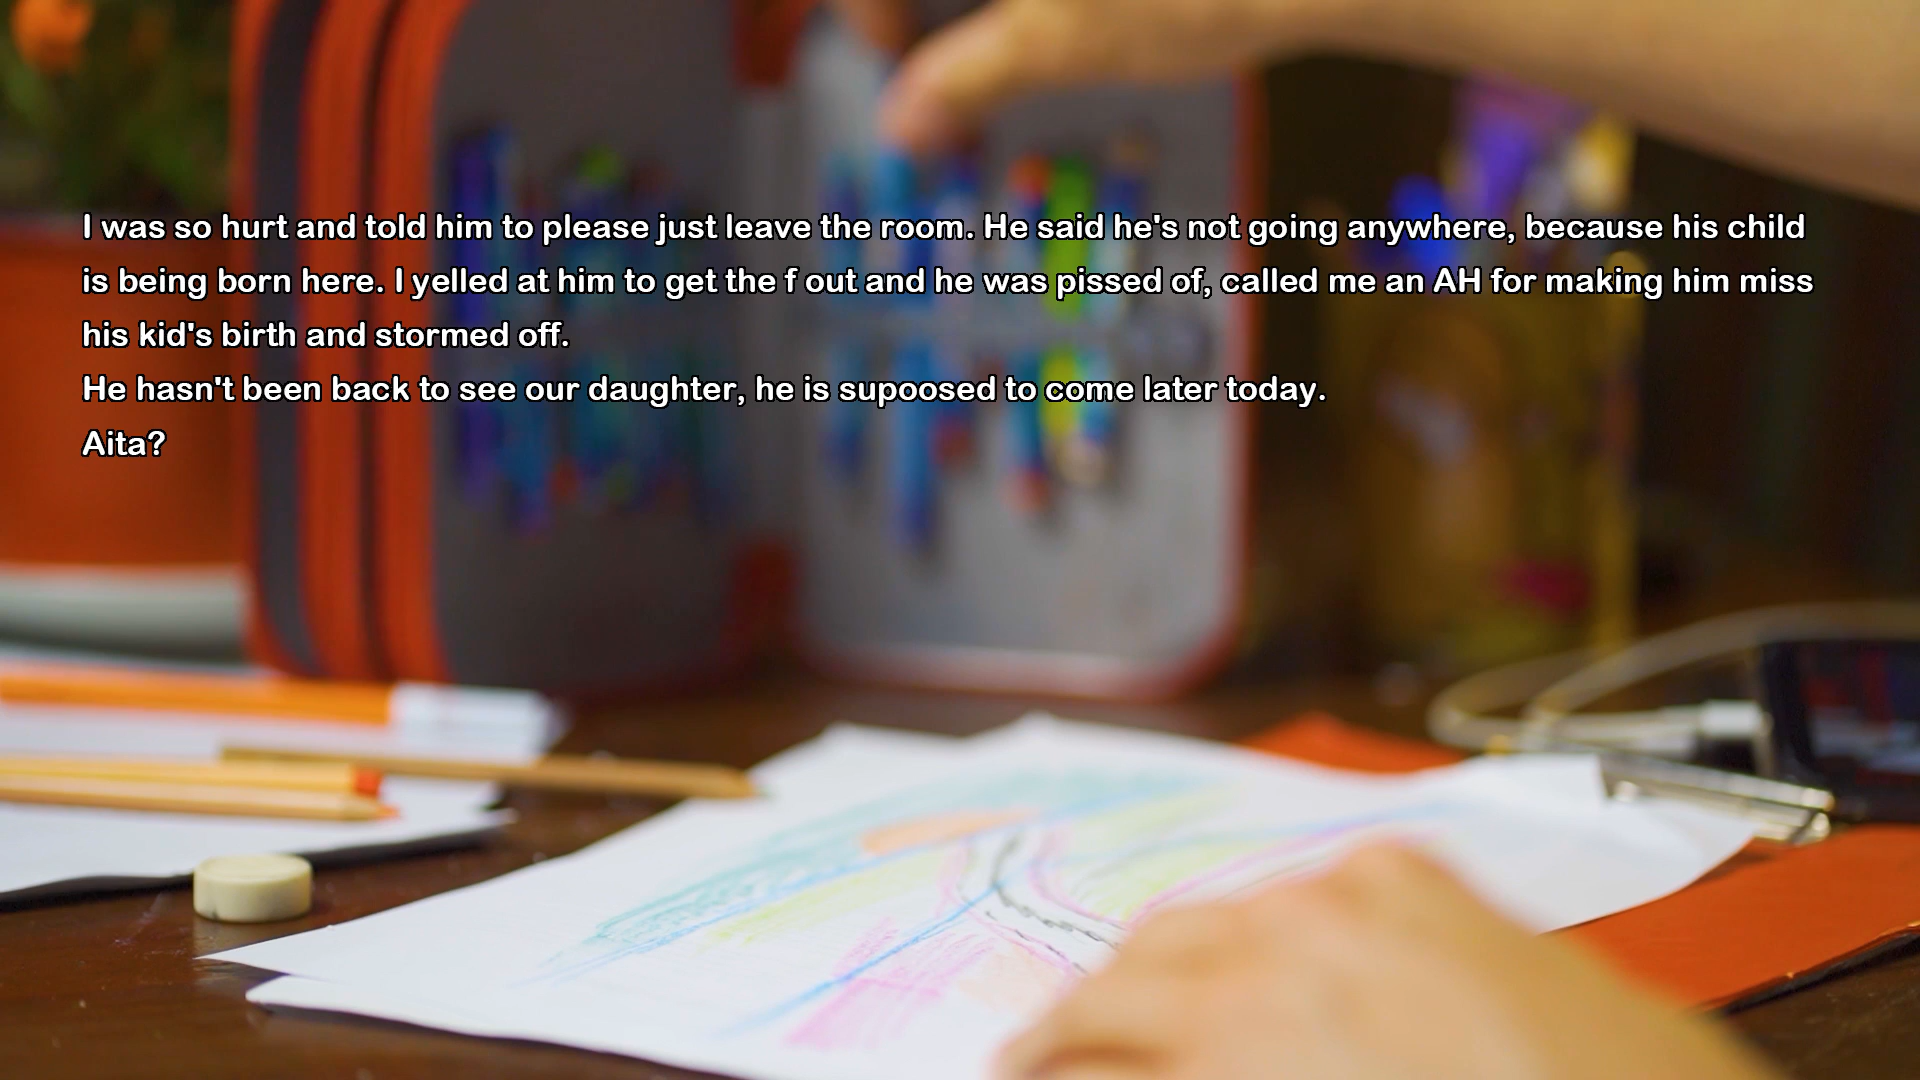 I was so hurt and told him to please just leave the room. He said he's not going anywhere, because his child
is being born here. I yelled at him to get the f out and he was pissed of, called me an AH for making him miss
his kid's birth and stormed off.
He hasn't been back to see our daughter, he is supoosed to come later today.
Aita?